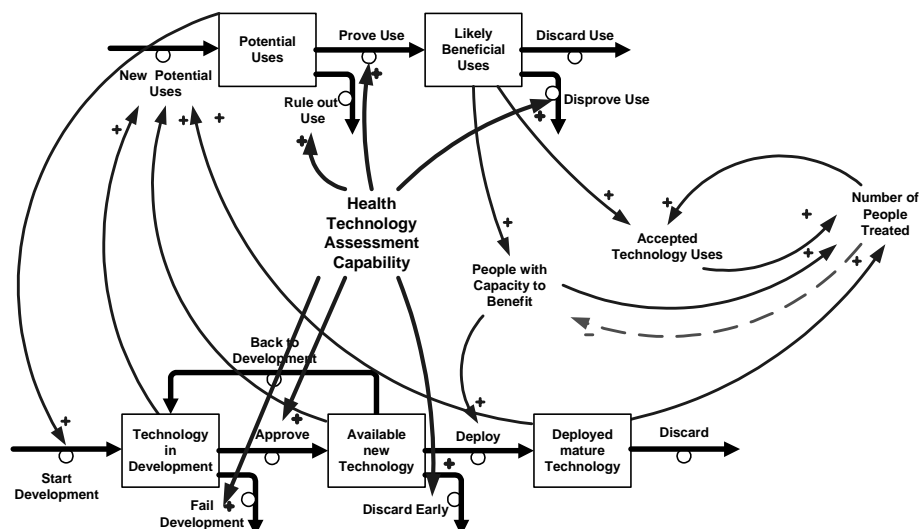 Potential
Uses
Prove Use
Likely
Beneficial
Uses
Discard Use
New Potential
Uses
+
+
+
Rule out
Use
+
+
Disprove Use
+
Health
Technology
Assessment
Capability
+
Accepted
Technology Uses
+
+
Number of
People
Treated
+
+
+
People with
Capacity to
Benefit
+
-
Back to
Development
+
Start
Development
Technology
in
Development
Approve
+
Available
new
Technology
Deploy
+
Deployed
mature
Technology
Discard
Fail
Development
+
Discard Early
+